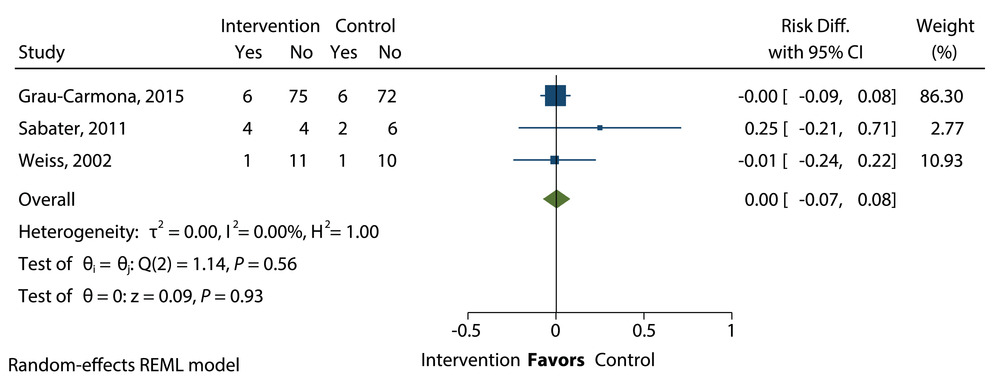 Intervention Control Risk Diff. Weight
Study Yes No Yes No with 95% CI (%)
Grau-Carmona, 2015 6 75 6 72 -0.00 [ -0.09, 0.08] 86.30
Sabater, 2011 4 4 2 6 0.25 [ -0.21, 0.71] 2.77
Weiss, 2002 1 11 1 10 -0.01 [ -0.24, 0.22] 10.93
Overall 0.00 [ -0.07, 0.08]
Heterogeneity: τ² = 0.00, I²= 0.00%, H²= 1.00
Test of θi = θj: Q(2) = 1.14, P = 0.56
Test of θ = 0: z = 0.09, P = 0.93
-0.5 0 0.5 1
Intervention Favors Control
Random-effects REML model